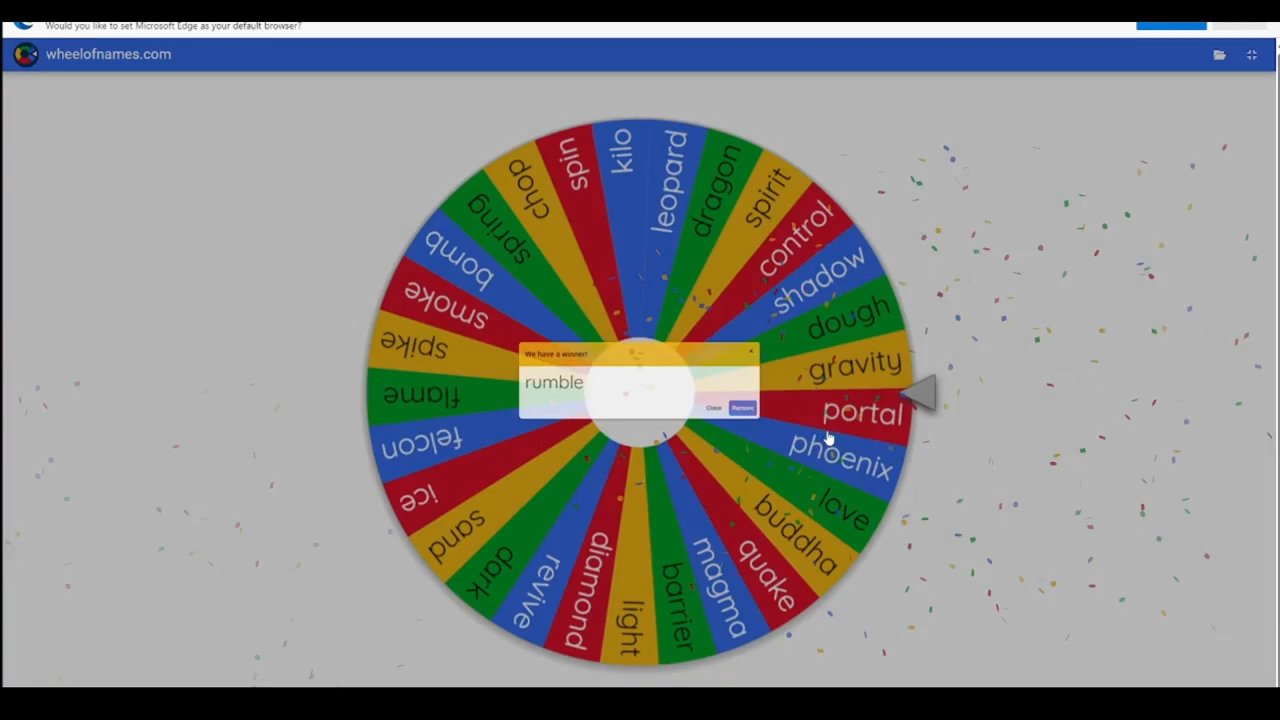 Would you like to set Microsoft Edge as your default browser?
wheelofnames.com
kilo
leopard
dragon
spirit
control
shadow
dough
gravity
portal
phoenix
love
buddha
quake
magma
barrier
light
diamond
revive
dark
sand
ice
felcon
flame
spike
smoke
bomb
spring
chop
spin
We have a winner!
rumble
Close
Remove